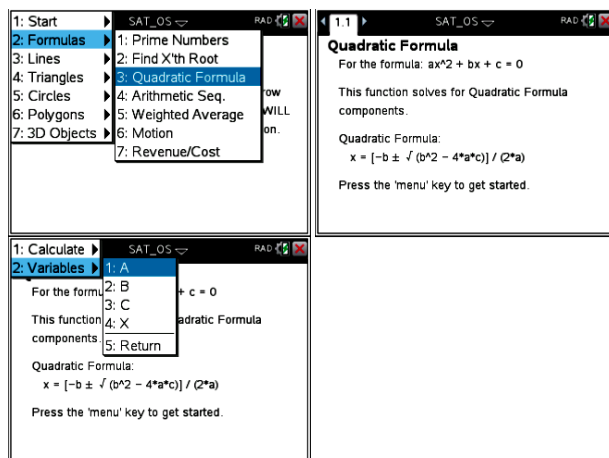 1: Start SAT_OS RAD
2: Formulas 1: Prime Numbers
3: Lines 2: Find X'th Root
4: Triangles 3: Quadratic Formula
5: Circles 4: Arithmetic Seq. row
6: Polygons 5: Weighted Average WILL
7: 3D Objects 6: Motion on.
7: Revenue/Cost
1.1 SAT_OS RAD
Quadratic Formula
For the formula: ax^2 + bx + c = 0
This function solves for Quadratic Formula
components.
Quadratic Formula:
x = [-b ± √(b^2 - 4*a*c)] / (2*a)
Press the 'menu' key to get started.
1: Calculate SAT_OS RAD
2: Variables 1: A
For the formu 2: B + c = 0
3: C
This function 4: X adratic Formula
components. 5: Return
Quadratic Formula:
x = [-b ± √(b^2 - 4*a*c)] / (2*a)
Press the 'menu' key to get started.